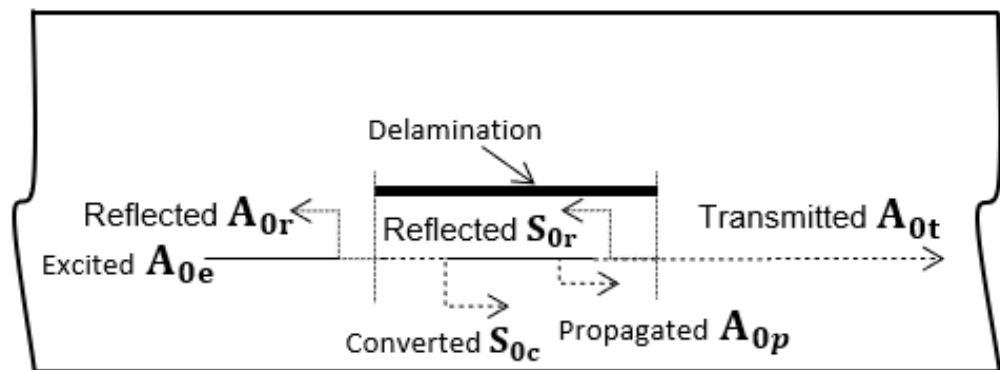 Delamination
Reflected A0r
Reflected S0r
Transmitted A0t
Excited A0e
Converted S0c
Propagated A0p